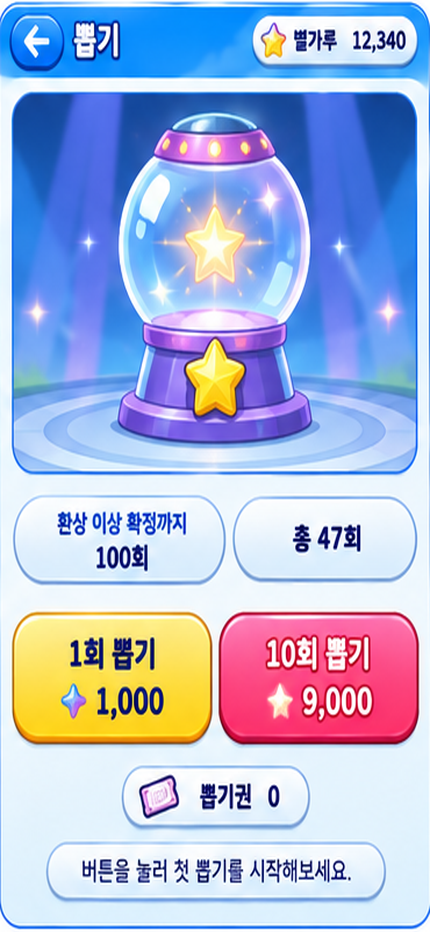 뽑기
별가루 12,340
환상 이상 확정까지
100회
총 47회
1회 뽑기
1,000
10회 뽑기
9,000
뽑기권 0
버튼을 눌러 첫 뽑기를 시작해보세요.